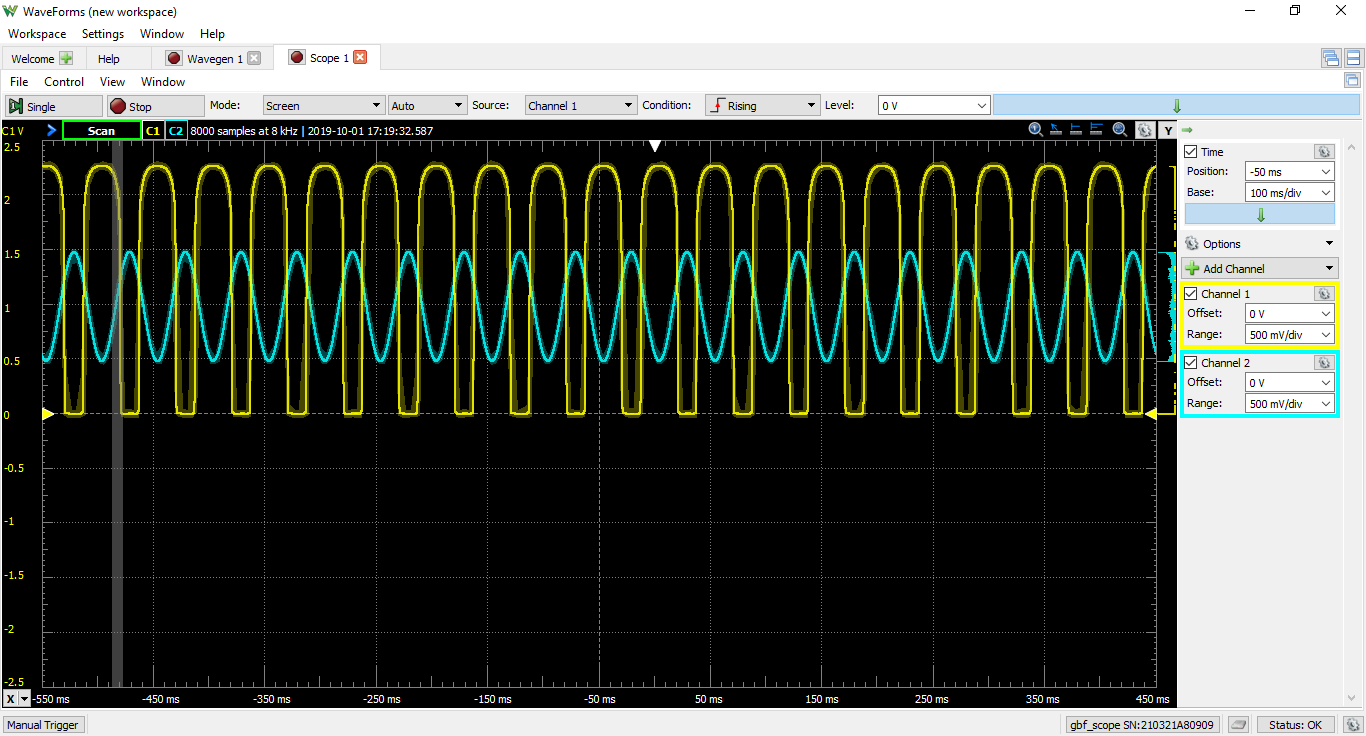 WaveForms (new workspace)
Workspace Settings Window Help
Welcome Help Wavegen 1 Scope 1
File Control View Window
Single Stop Mode: Screen Auto Source: Channel 1 Condition: Rising Level: 0 V
C1 V Scan C1 C2 8000 samples at 8 kHz | 2019-10-01 17:19:32.587 Y
2.5
2
1.5
1
0.5
0
-0.5
-1
-1.5
-2
-2.5
X -550 ms -450 ms -350 ms -250 ms -150 ms -50 ms 50 ms 150 ms 250 ms 350 ms 450 ms
Time
Position: -50 ms
Base: 100 ms/div
Options
Add Channel
Channel 1
Offset: 0 V
Range: 500 mV/div
Channel 2
Offset: 0 V
Range: 500 mV/div
Manual Trigger gbf_scope SN:210321A80909 Status: OK